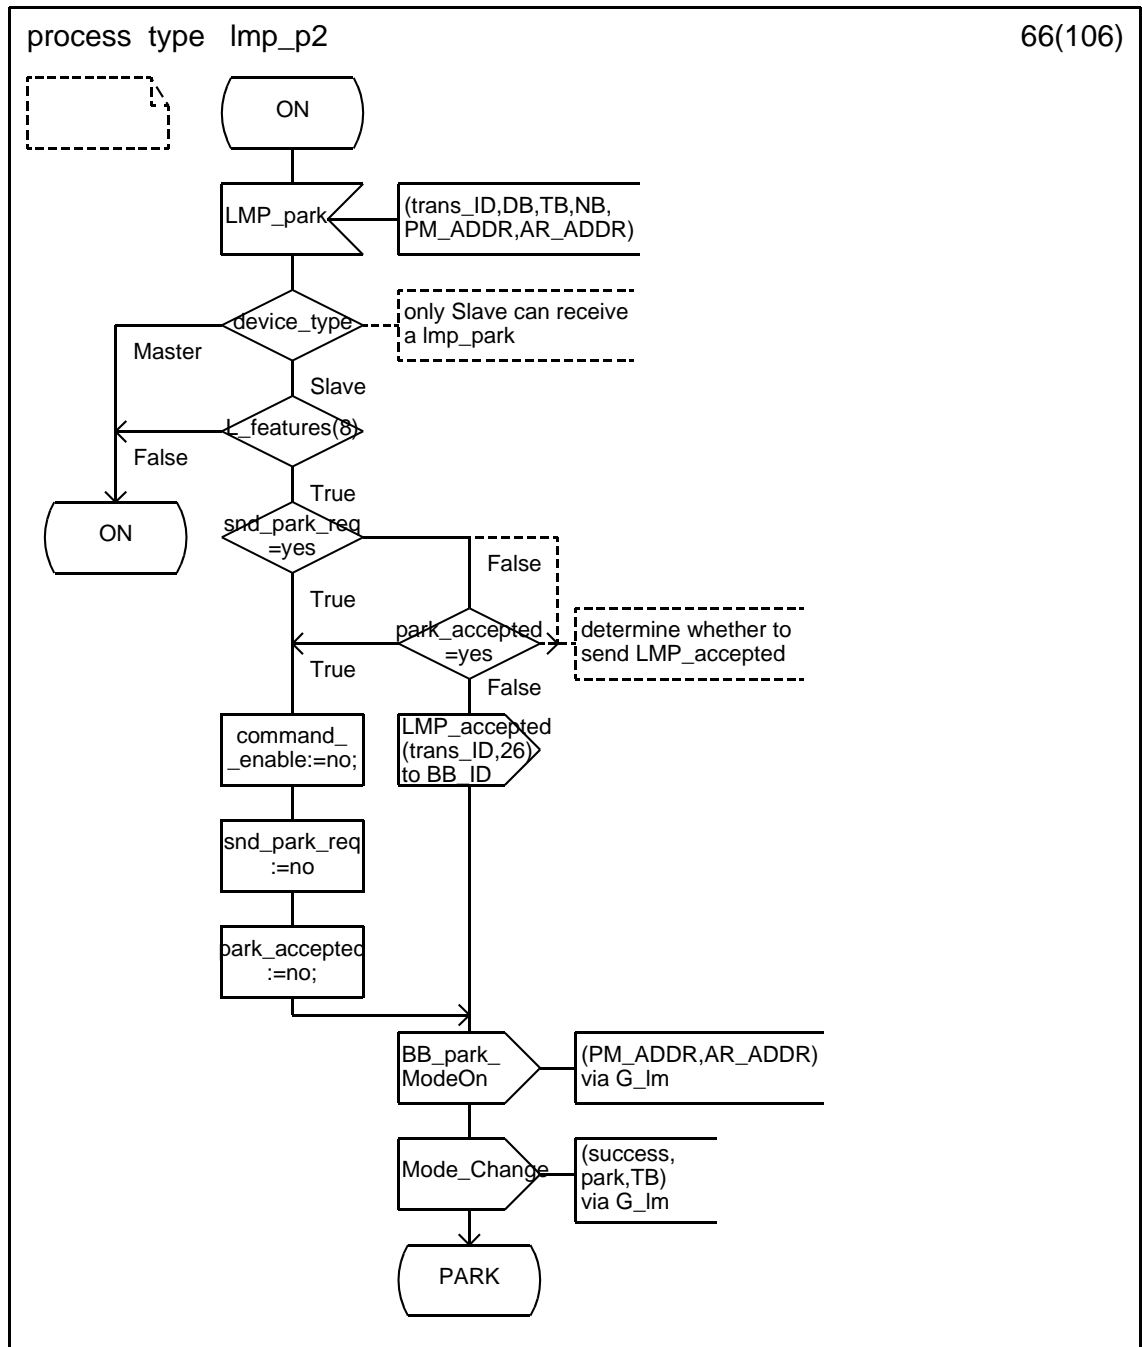 process type lmp_p2
66(106)
ON
LMP_park
(trans_ID,DB,TB,NB,
PM_ADDR,AR_ADDR)
device_type
only Slave can receive
a lmp_park
Master
Slave
L_features(8)
False
True
ON
snd_park_req
=yes
False
True
park_accepted
=yes
determine whether to
send LMP_accepted
True
False
command_
_enable:=no;
LMP_accepted
(trans_ID,26)
to BB_ID
snd_park_req
:=no
park_accepted
:=no;
BB_park_
ModeOn
(PM_ADDR,AR_ADDR)
via G_lm
Mode_Change
(success,
park,TB)
via G_lm
PARK